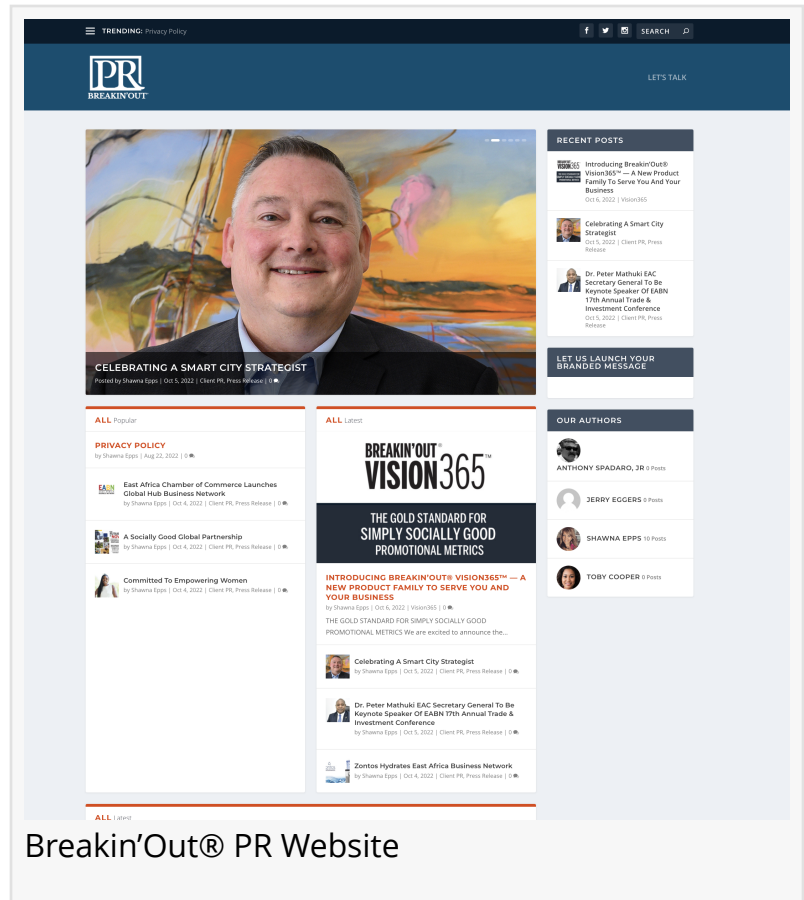 TRENDING: Privacy Policy
SEARCH
PR
BREAKIN'OUT
LET'S TALK
CELEBRATING A SMART CITY STRATEGIST
Posted by Shawna Epps | Oct 5, 2022 | Client PR, Press Release | 0
RECENT POSTS
Introducing Breakin'Out®
Vision365™ — A New Product
Family To Serve You And Your
Business
Oct 6, 2022 | Vision365
Celebrating A Smart City
Strategist
Oct 5, 2022 | Client PR, Press
Release
Dr. Peter Mathuki EAC
Secretary General To Be
Keynote Speaker Of EABN
17th Annual Trade &
Investment Conference
Oct 5, 2022 | Client PR, Press
Release
LET US LAUNCH YOUR
BRANDED MESSAGE
OUR AUTHORS
ANTHONY SPADARO, JR 0 Posts
JERRY EGGERS 0 Posts
SHAWNA EPPS 10 Posts
TOBY COOPER 0 Posts
ALL Popular
PRIVACY POLICY
by Shawna Epps | Aug 22, 2022 | 0
EABN
East Africa Chamber of Commerce Launches
Global Hub Business Network
by Shawna Epps | Oct 4, 2022 | Client PR, Press Release | 0
A Socially Good Global Partnership
by Shawna Epps | Oct 4, 2022 | Client PR, Press Release | 0
Committed To Empowering Women
by Shawna Epps | Oct 4, 2022 | Client PR, Press Release | 0
ALL Latest
BREAKIN'OUT®
VISION365™
THE GOLD STANDARD FOR
SIMPLY SOCIALLY GOOD
PROMOTIONAL METRICS
INTRODUCING BREAKIN'OUT® VISION365™ — A
NEW PRODUCT FAMILY TO SERVE YOU AND
YOUR BUSINESS
by Shawna Epps | Oct 6, 2022 | Vision365 | 0
THE GOLD STANDARD FOR SIMPLY SOCIALLY GOOD
PROMOTIONAL METRICS We are excited to announce the...
Celebrating A Smart City Strategist
by Shawna Epps | Oct 5, 2022 | Client PR, Press Release | 0
Dr. Peter Mathuki EAC Secretary General To Be
Keynote Speaker Of EABN 17th Annual Trade &
Investment Conference
by Shawna Epps | Oct 5, 2022 | Client PR, Press Release | 0
Zontos Hydrates East Africa Business Network
by Shawna Epps | Oct 4, 2022 | Client PR, Press Release | 0
ALL Latest
Breakin'Out® PR Website